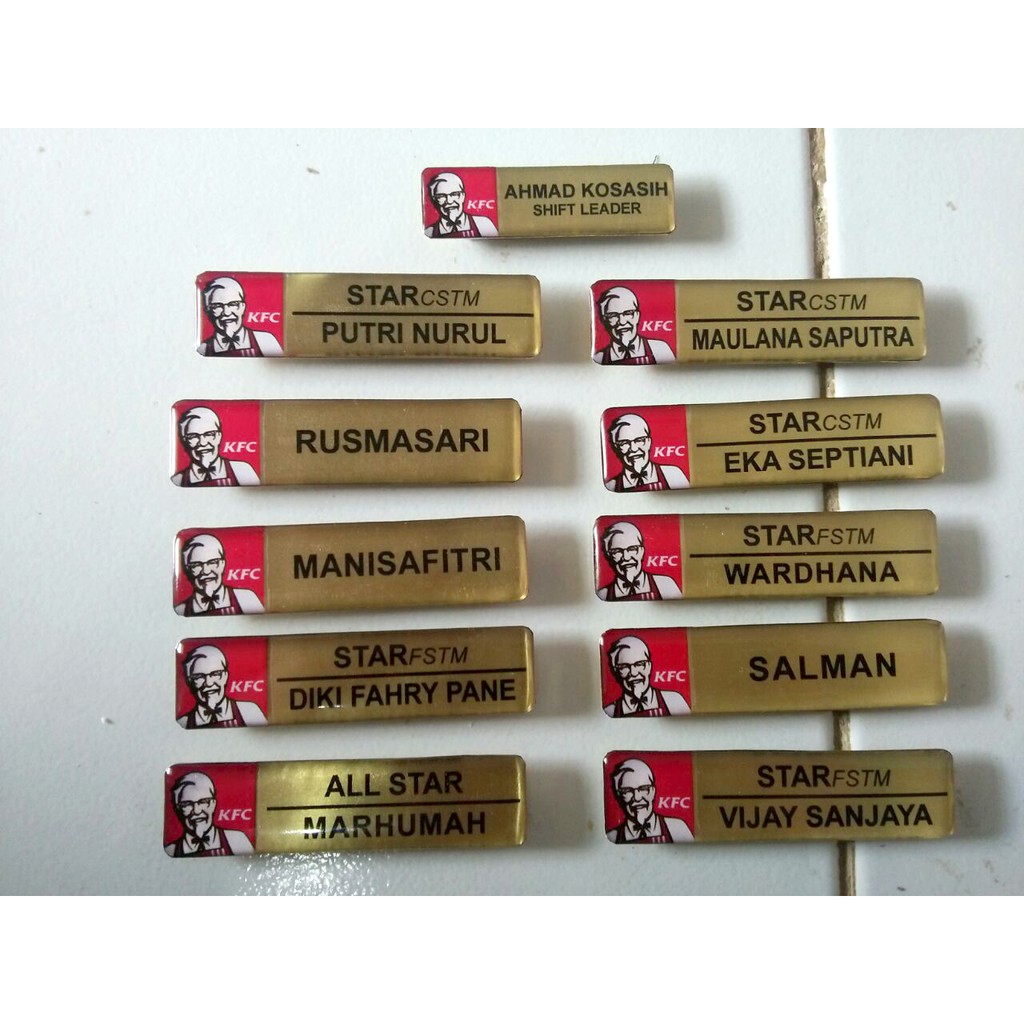 KFC
AHMAD KOSASIH
SHIFT LEADER
KFC
STARCSTM
PUTRI NURUL
KFC
STARCSTM
MAULANA SAPUTRA
KFC
RUSMASARI
KFC
STARCSTM
EKA SEPTIANI
KFC
MANISAFITRI
KFC
STARFSTM
WARDHANA
KFC
STARFSTM
DIKI FAHRY PANE
KFC
SALMAN
KFC
ALL STAR
MARHUMAH
KFC
STARFSTM
VIJAY SANJAYA